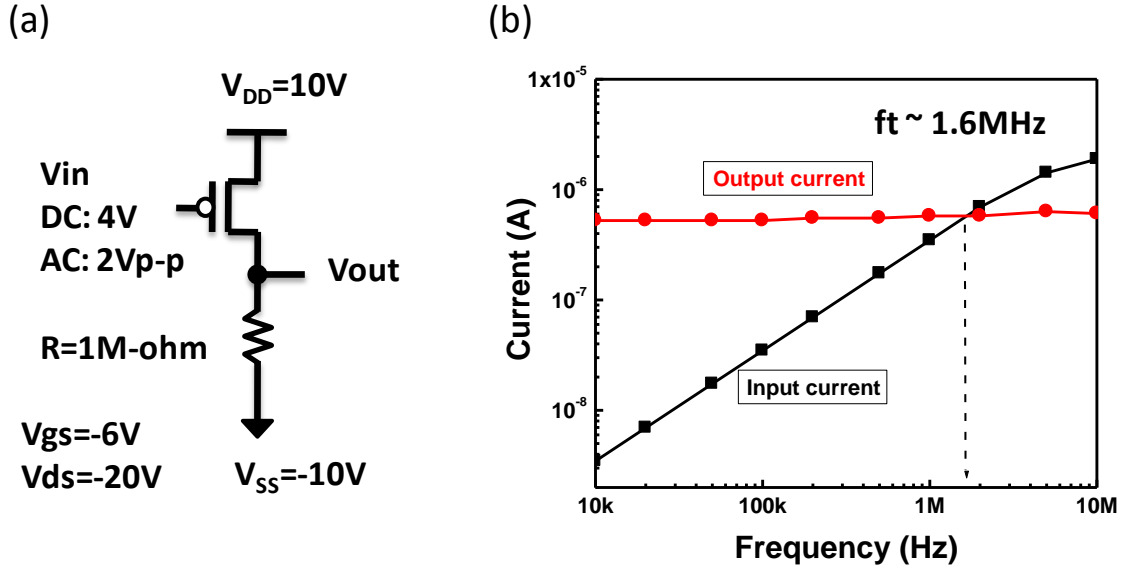 (a)
V_DD=10V
Vin
DC: 4V
AC: 2Vp-p
Vout
R=1M-ohm
Vgs=-6V
Vds=-20V
V_SS=-10V
(b)
1x10^-5
10^-6
10^-7
10^-8
Current (A)
ft ~ 1.6MHz
Output current
Input current
10k
100k
1M
10M
Frequency (Hz)